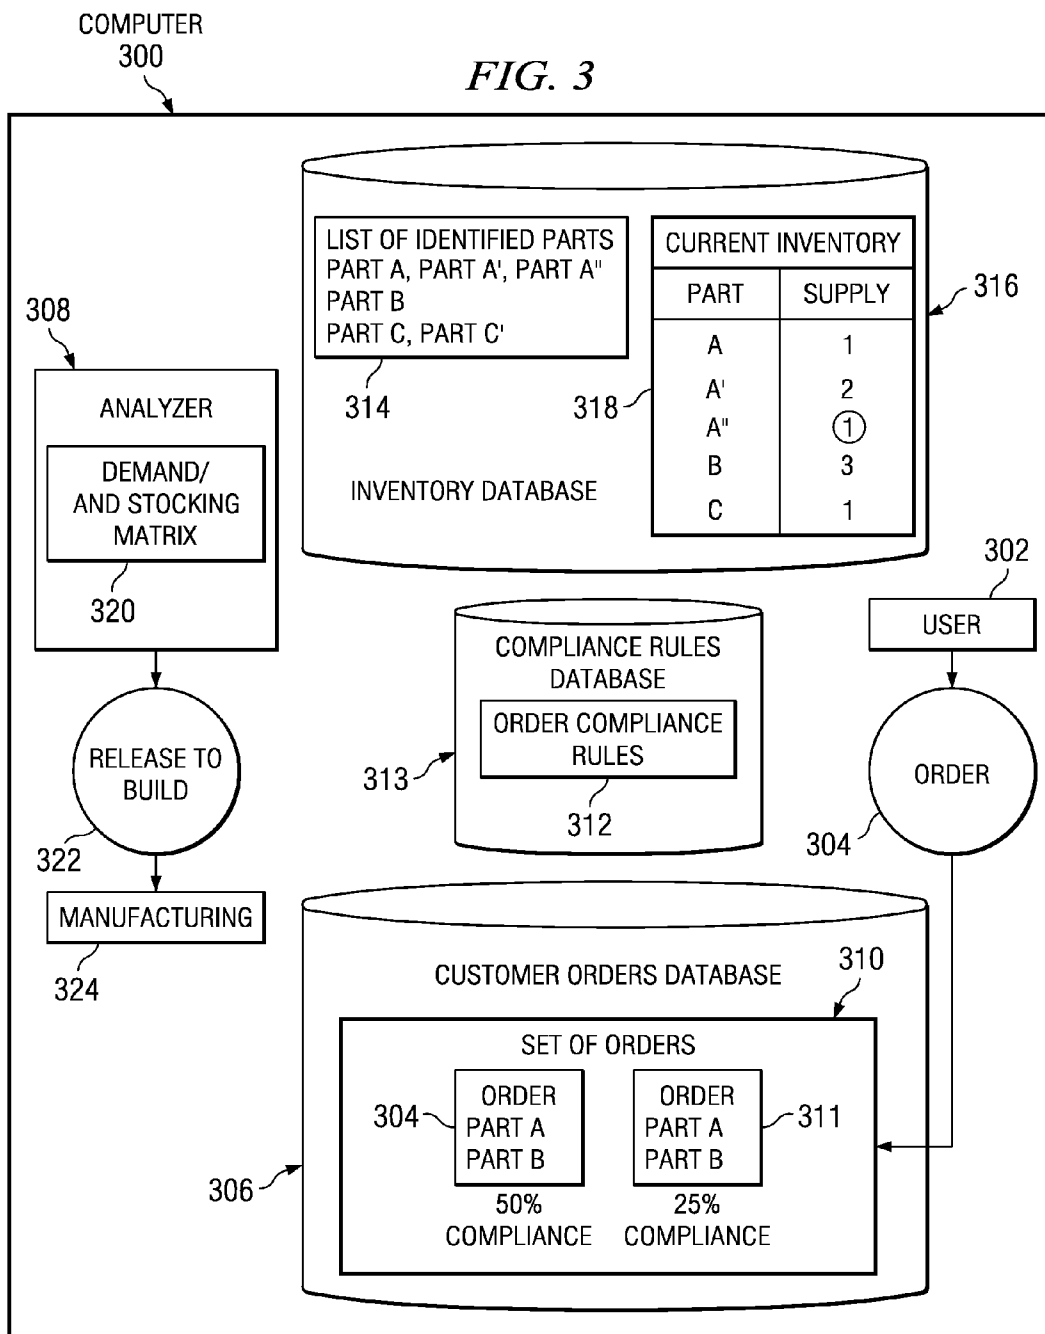 COMPUTER
300
FIG. 3
LIST OF IDENTIFIED PARTS
PART A, PART A', PART A"
PART B
PART C, PART C'
314
CURRENT INVENTORY
PART SUPPLY
A 1
A' 2
A" 1
B 3
C 1
316
318
INVENTORY DATABASE
308
ANALYZER
DEMAND/
AND STOCKING
MATRIX
320
302
USER
COMPLIANCE RULES
DATABASE
ORDER COMPLIANCE
RULES
313
312
RELEASE TO
BUILD
322
ORDER
304
MANUFACTURING
324
CUSTOMER ORDERS DATABASE
310
SET OF ORDERS
304
ORDER
PART A
PART B
50%
COMPLIANCE
ORDER
PART A
PART B
311
25%
COMPLIANCE
306